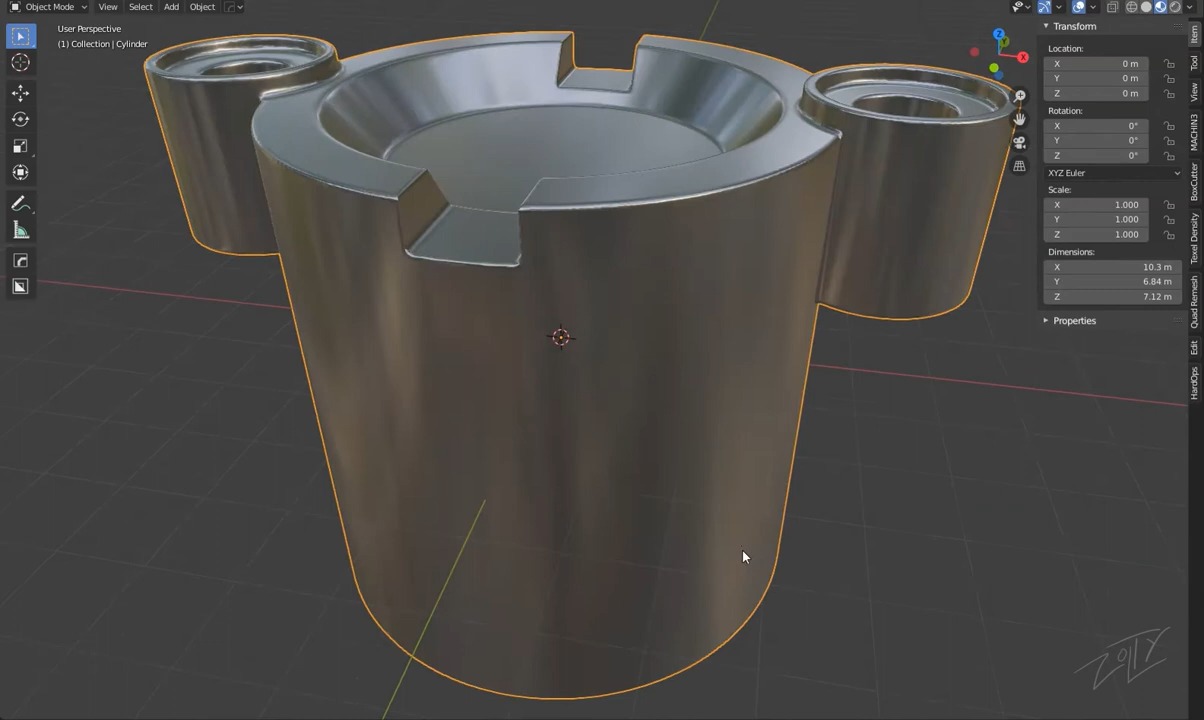 Object Mode View Select Add Object
User Perspective
(1) Collection | Cylinder
Z
X
Transform
Location:
X 0 m
Y 0 m
Z 0 m
Rotation:
X 0°
Y 0°
Z 0°
XYZ Euler
Scale:
X 1.000
Y 1.000
Z 1.000
Dimensions:
X 10.3 m
Y 6.84 m
Z 7.12 m
Properties
Item
Tool
View
MACHIN3
BoxCutter
Texel Density
Quad Remesh
Edit
HardOps
ZOLLY